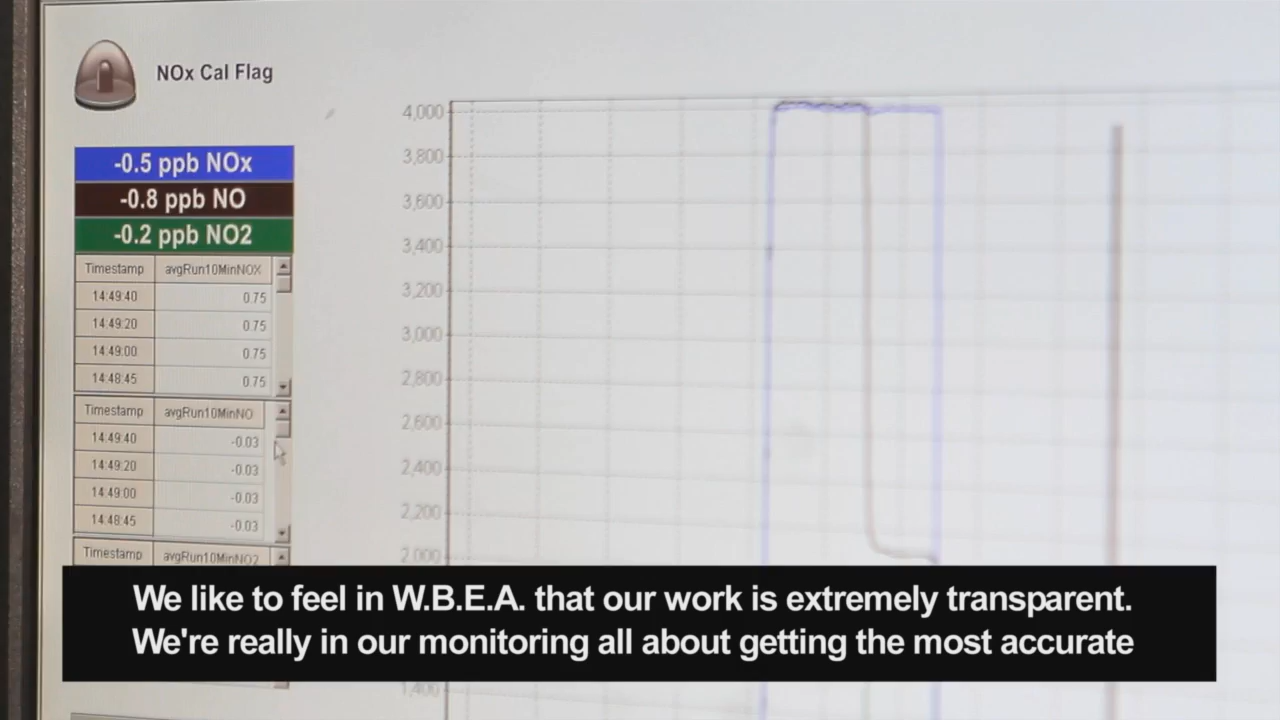 NOx Cal Flag
-0.5 ppb NOx
-0.8 ppb NO
-0.2 ppb NO2
Timestamp avgRun10MinNOX
14:49:40 0.75
14:49:20 0.75
14:49:00 0.75
14:48:45 0.75
Timestamp avgRun10MinNO
14:49:40 -0.03
14:49:20 -0.03
14:49:00 -0.03
14:48:45 -0.03
Timestamp avgRun10MinNO2
4,000
3,800
3,600
3,400
3,200
3,000
2,800
2,600
2,400
2,200
2,000
1,400
We like to feel in W.B.E.A. that our work is extremely transparent.
We're really in our monitoring all about getting the most accurate